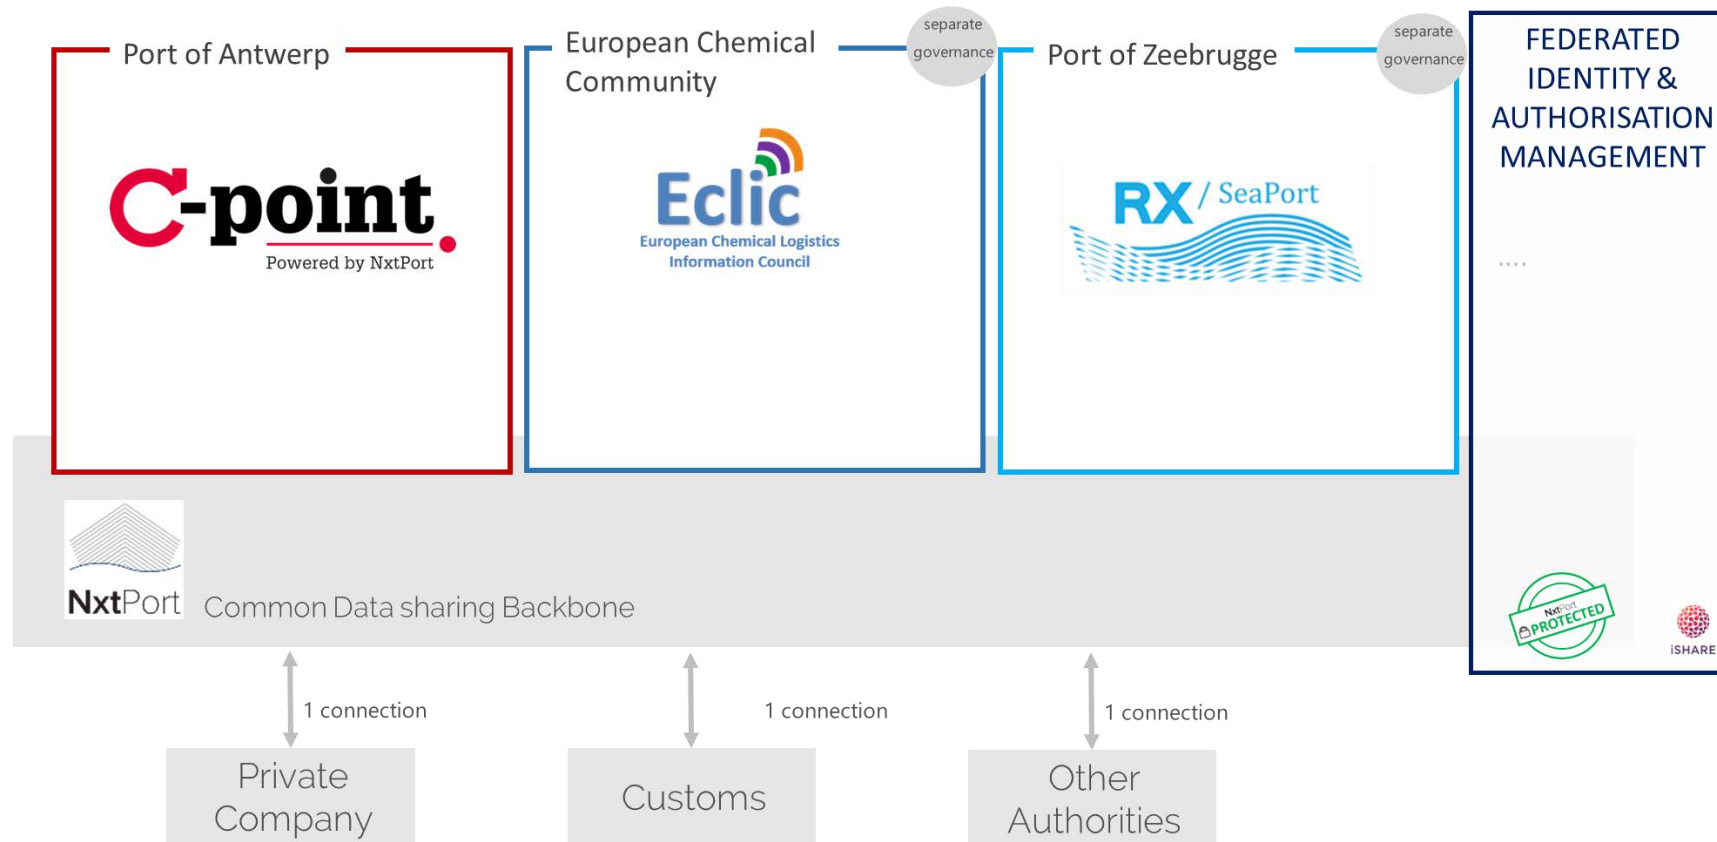 Port of Antwerp
C-point.
Powered by NxtPort
European Chemical
Community
separate
governance
Eclic
European Chemical Logistics
Information Council
Port of Zeebrugge
separate
governance
RX / SeaPort
FEDERATED
IDENTITY &
AUTHORISATION
MANAGEMENT
....
NxtPort
Common Data sharing Backbone
NxtPort
PROTECTED
iSHARE
1 connection
1 connection
1 connection
Private
Company
Customs
Other
Authorities